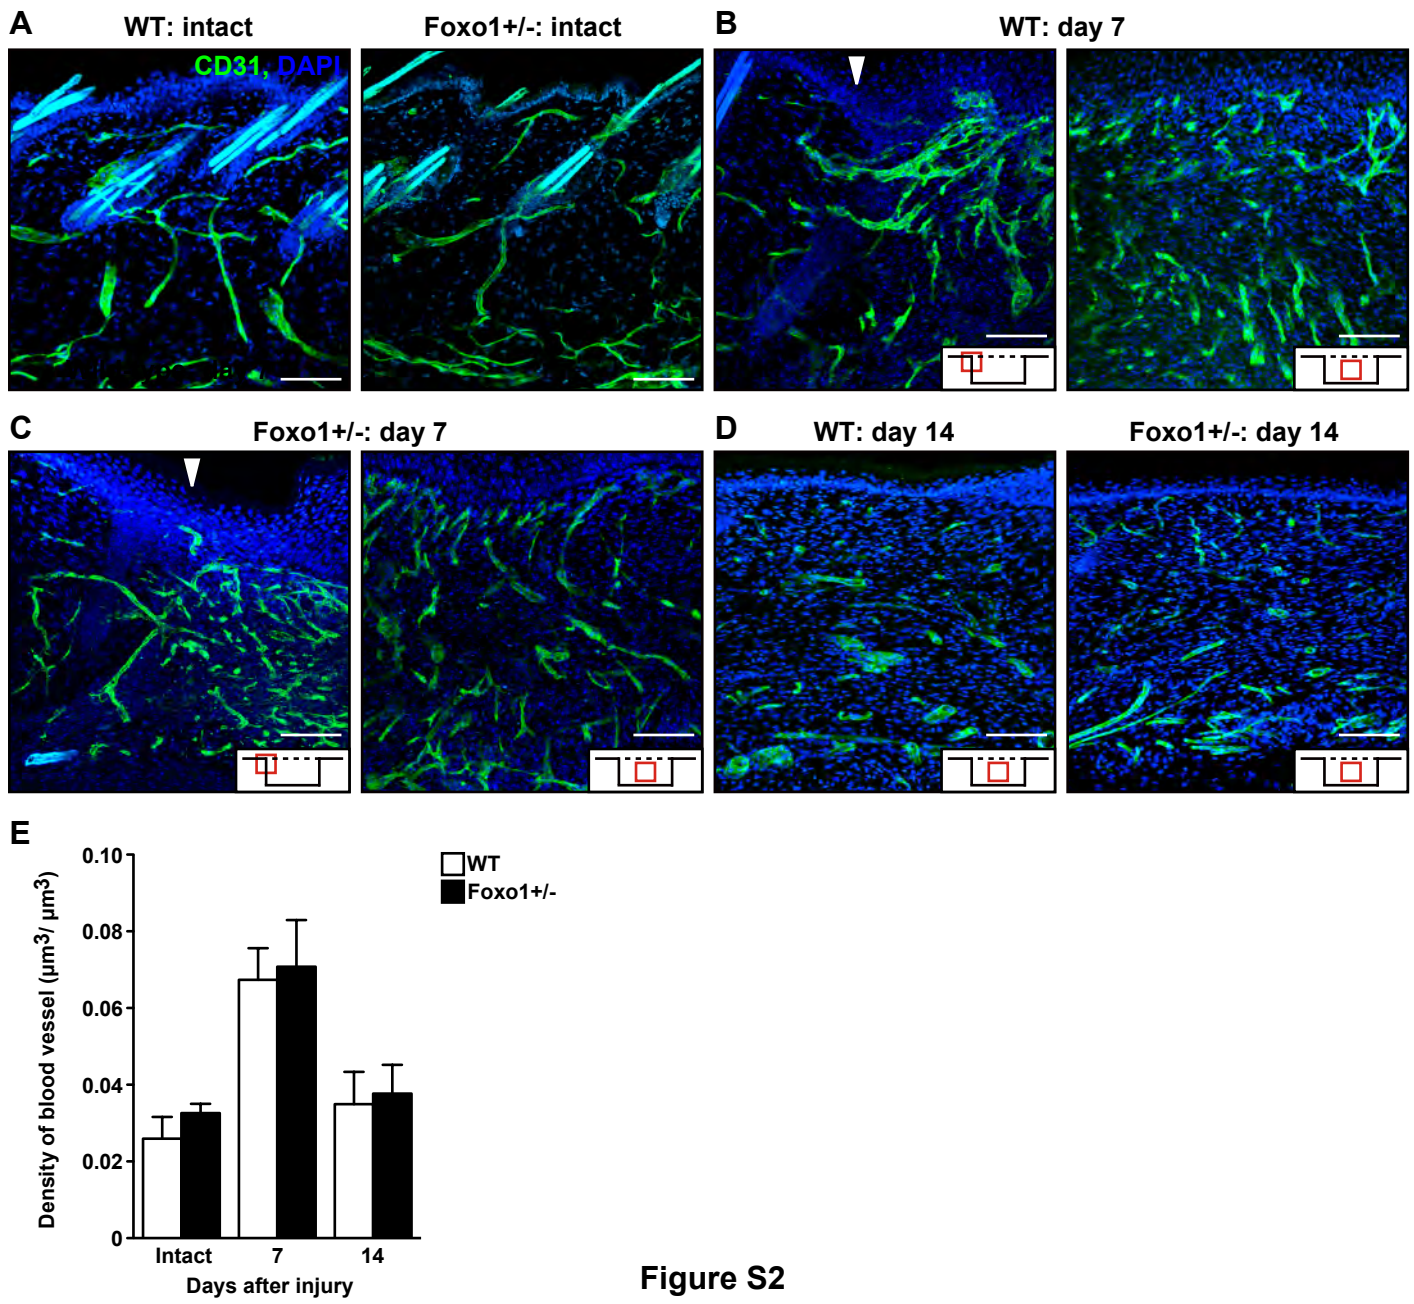 A
WT: intact
Foxo1+/-: intact
B
WT: day 7
CD31, DAPI
C
Foxo1+/-: day 7
D
WT: day 14
Foxo1+/-: day 14
E
Density of blood vessel (µm3/ µm3)
0.10
0.08
0.06
0.04
0.02
0
WT
Foxo1+/-
Intact
7
14
Days after injury
Figure S2